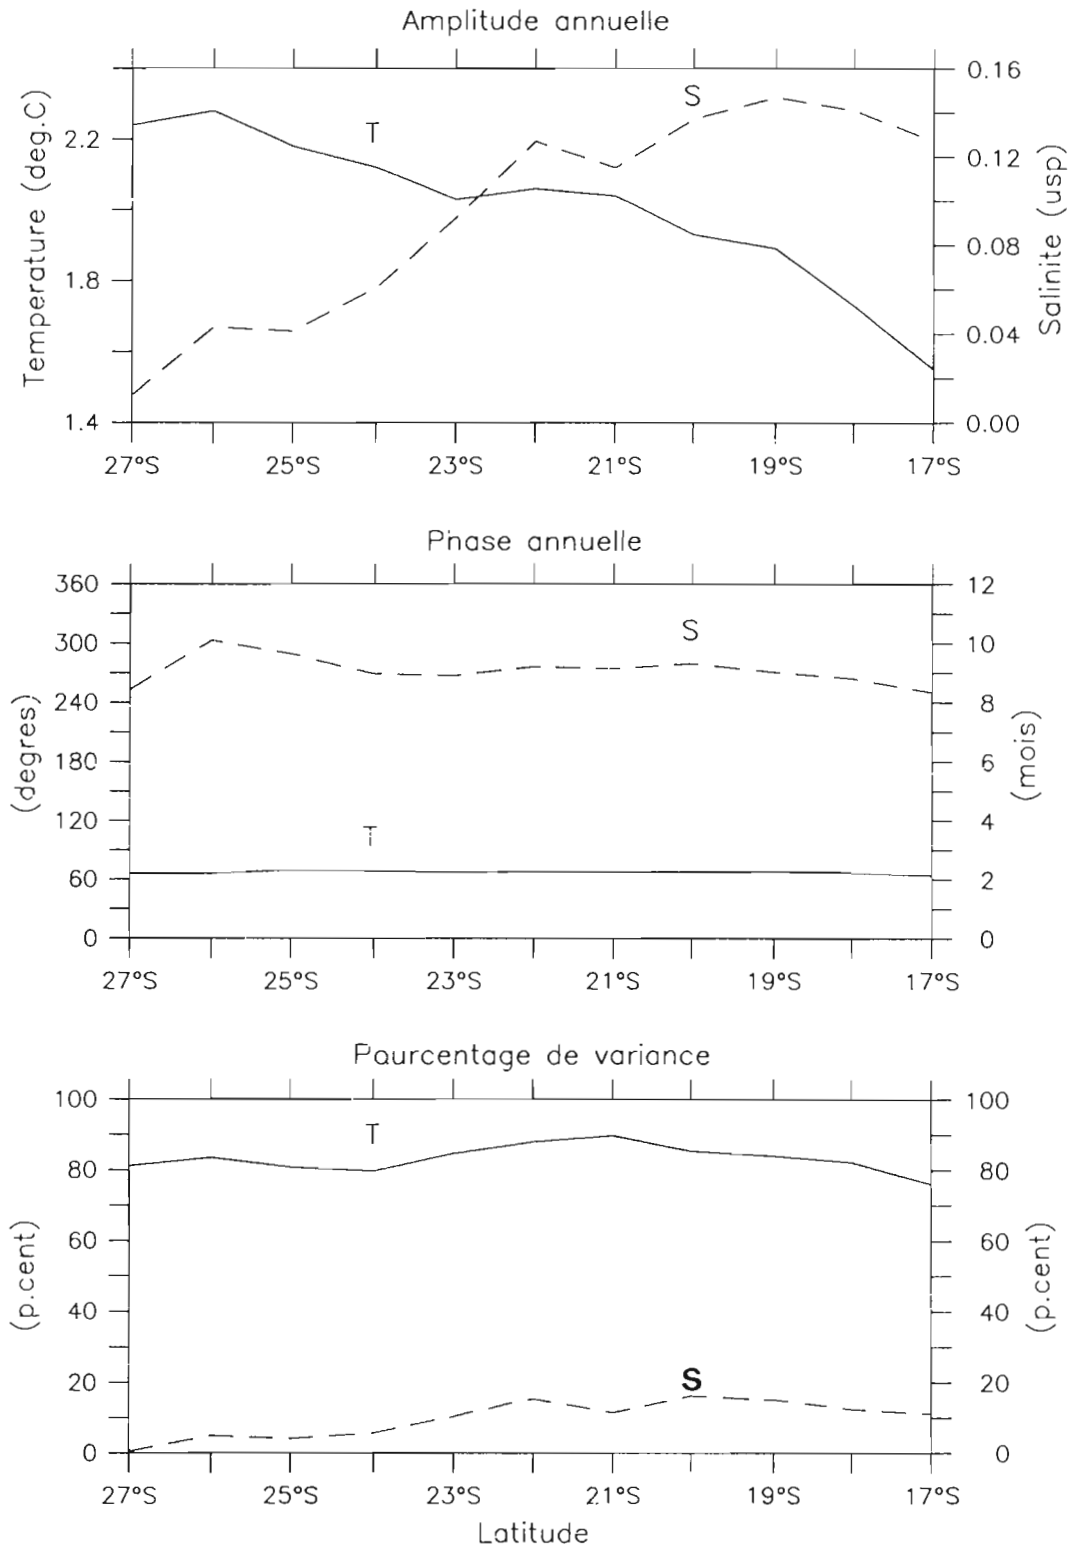 Amplitude annuelle
T
S
Temperature (deg.C)
2.2
1.8
1.4
0.16
0.12
0.08
0.04
0.00
Salinite (usp)
27°S 25°S 23°S 21°S 19°S 17°S
Phase annuelle
S
T
(degres)
360
300
240
180
120
60
0
12
10
8
6
4
2
0
(mois)
27°S 25°S 23°S 21°S 19°S 17°S
Pourcentage de variance
T
S
(p.cent)
100
80
60
40
20
0
100
80
60
40
20
0
(p.cent)
27°S 25°S 23°S 21°S 19°S 17°S
Latitude